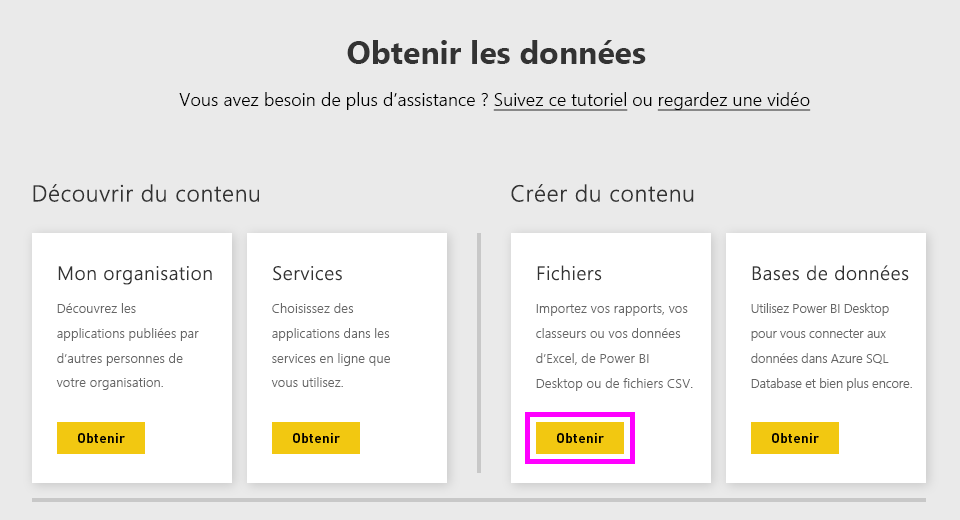 Obtenir les données
Vous avez besoin de plus d’assistance ? Suivez ce tutoriel ou regardez une vidéo
Découvrir du contenu
Mon organisation
Découvrez les
applications publiées par
d’autres personnes de
votre organisation.
Obtenir
Services
Choisissez des
applications dans les
services en ligne que
vous utilisez.
Obtenir
Créer du contenu
Fichiers
Importez vos rapports, vos
classeurs ou vos données
d’Excel, de Power BI
Desktop ou de fichiers CSV.
Obtenir
Bases de données
Utilisez Power BI Desktop
pour vous connecter aux
données dans Azure SQL
Database et bien plus encore.
Obtenir